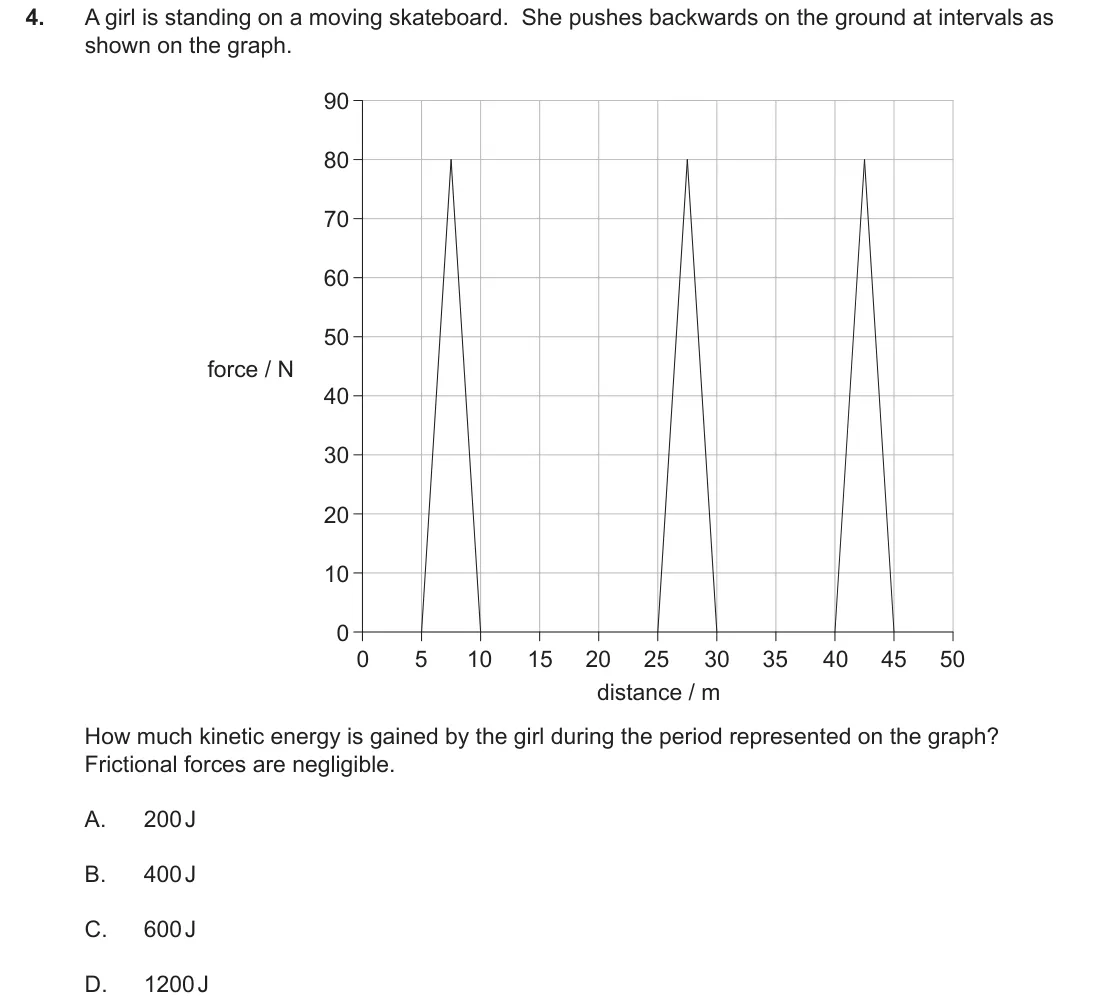 4. A girl is standing on a moving skateboard. She pushes backwards on the ground at intervals as
shown on the graph.
90
80
70
60
50
force / N
40
30
20
10
0
0 5 10 15 20 25 30 35 40 45 50
distance / m
How much kinetic energy is gained by the girl during the period represented on the graph?
Frictional forces are negligible.
A. 200 J
B. 400 J
C. 600 J
D. 1200 J